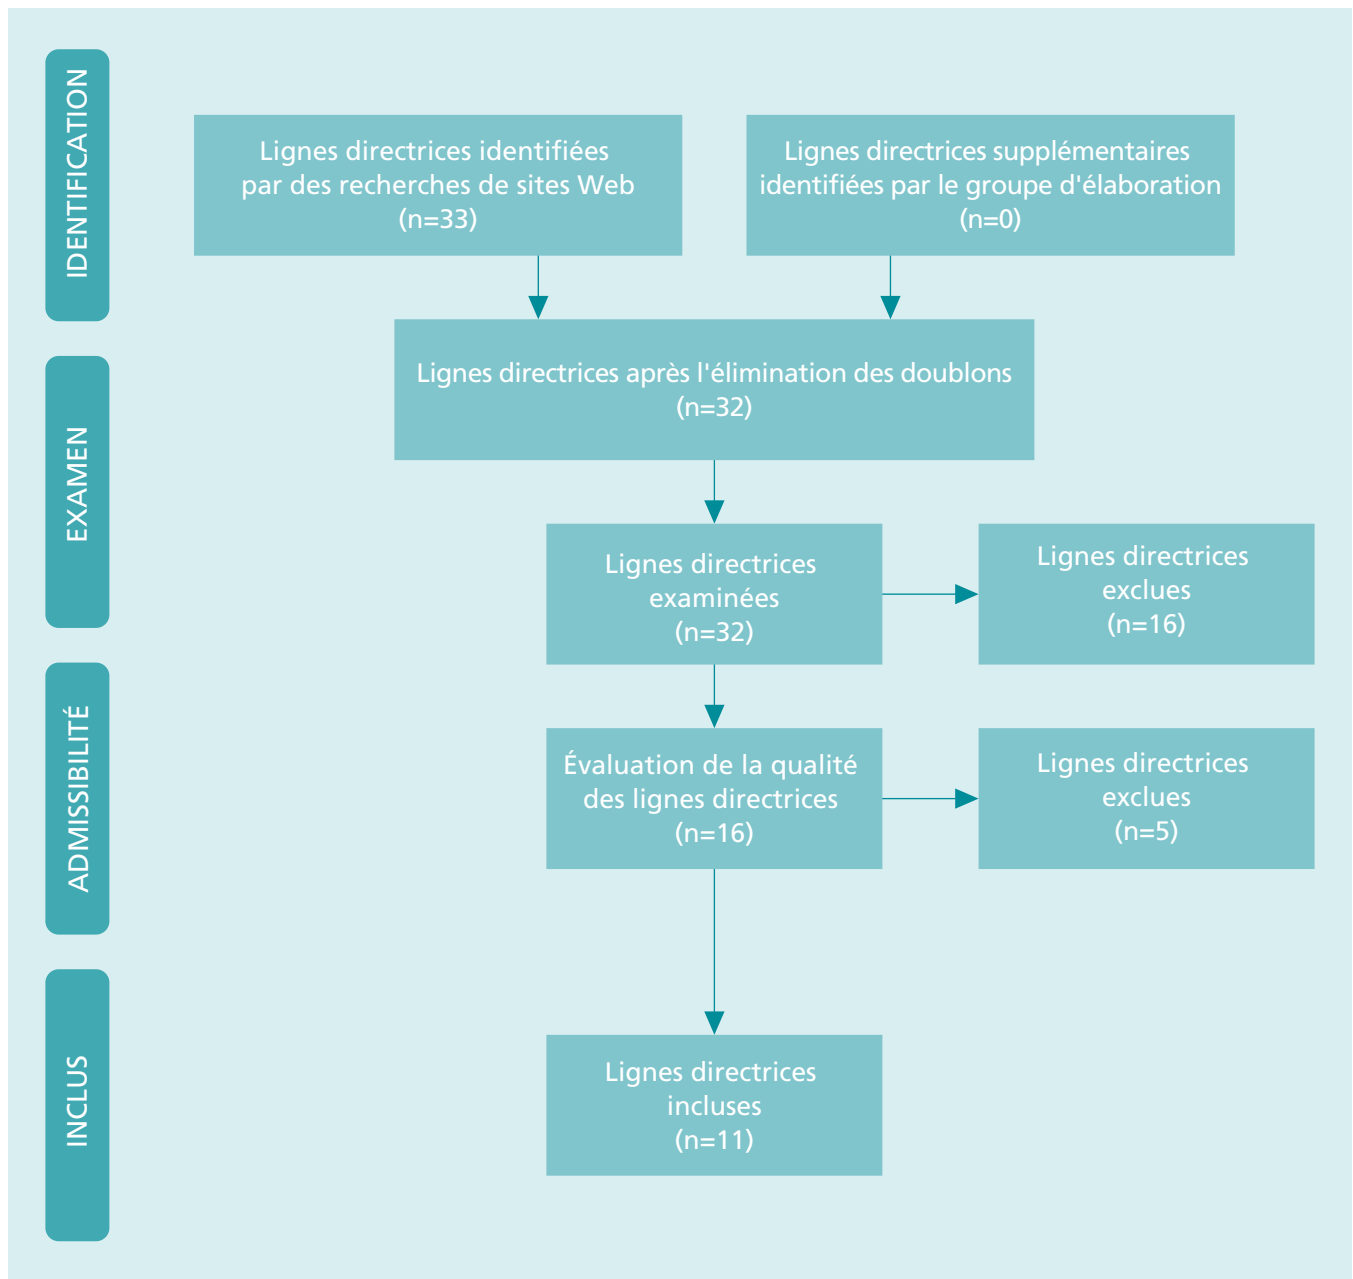 IDENTIFICATION
Lignes directrices identifiées
par des recherches de sites Web
(n=33)
Lignes directrices supplémentaires
identifiées par le groupe d'élaboration
(n=0)
Lignes directrices après l'élimination des doublons
(n=32)
EXAMEN
Lignes directrices
examinées
(n=32)
Lignes directrices
exclues
(n=16)
ADMISSIBILITÉ
Évaluation de la qualité
des lignes directrices
(n=16)
Lignes directrices
exclues
(n=5)
INCLUS
Lignes directrices
incluses
(n=11)